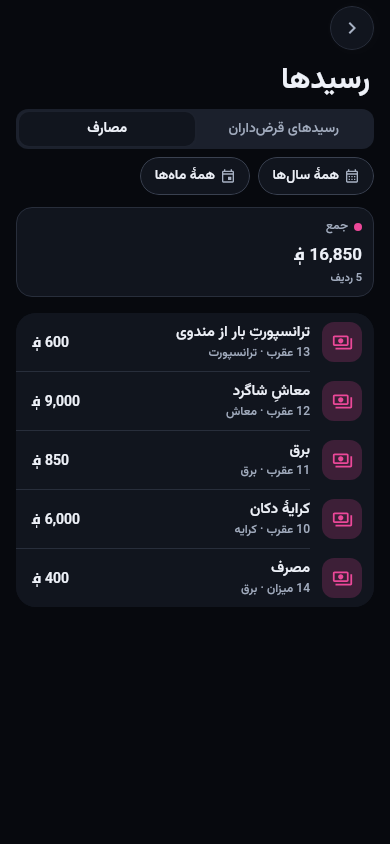 رسیدها
رسیدهای قرض‌داران
مصارف
همهٔ سال‌ها
همهٔ ماه‌ها
جمع
16,850 ؋
5 ردیف
ترانسپورتِ بار از مندوی
13 عقرب · ترانسپورت
600 ؋
معاشِ شاگرد
12 عقرب · معاش
9,000 ؋
برق
11 عقرب · برق
850 ؋
کرایهٔ دکان
10 عقرب · کرایه
6,000 ؋
مصرف
14 میزان · برق
400 ؋